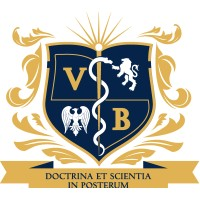 V
B
DOCTRINA ET SCIENTIA
IN POSTERUM